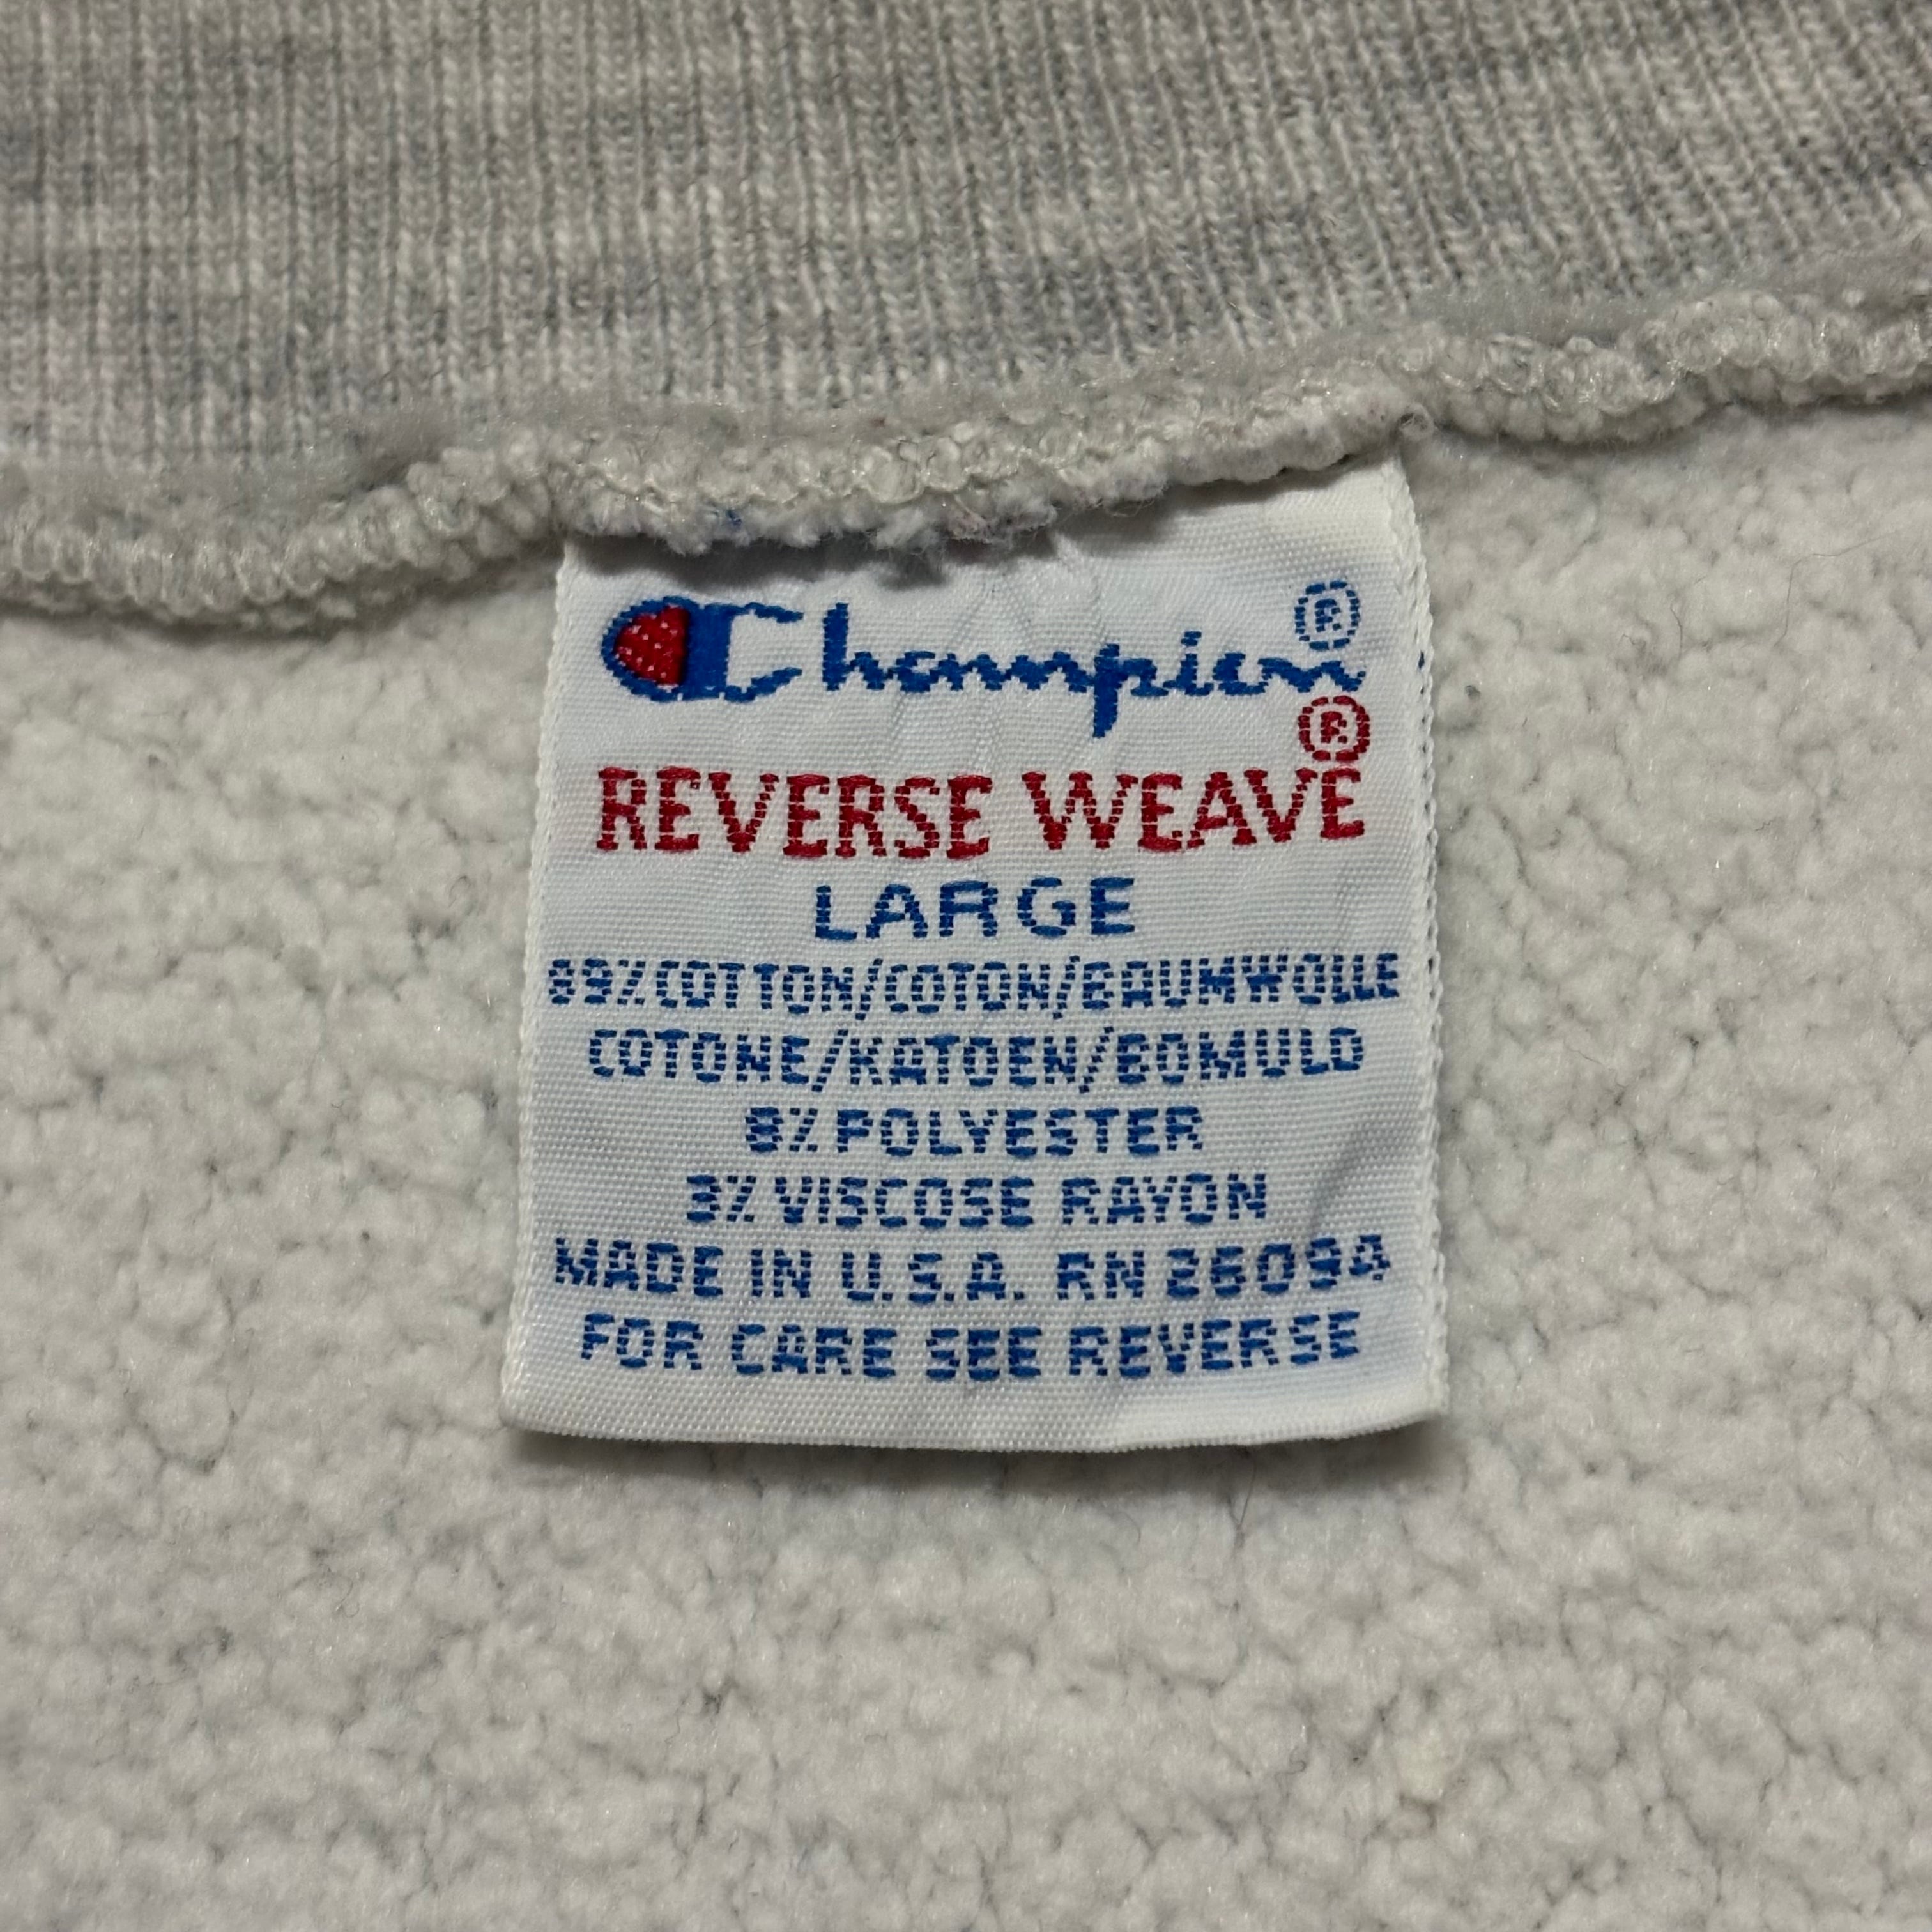 Champion®
REVERSE WEAVE®
LARGE
89% COTTON/COTON/BAUMWOLLE
COTONE/KATOEN/BOMULD
8% POLYESTER
3% VISCOSE RAYON
MADE IN U.S.A. RN 26094
FOR CARE SEE REVERSE